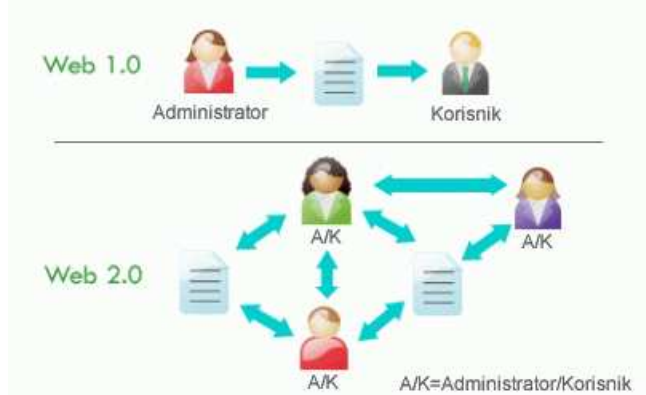 Web 1.0
Administrator
Korisnik
A/K
A/K
Web 2.0
A/K
A/K=Administrator/Korisnik